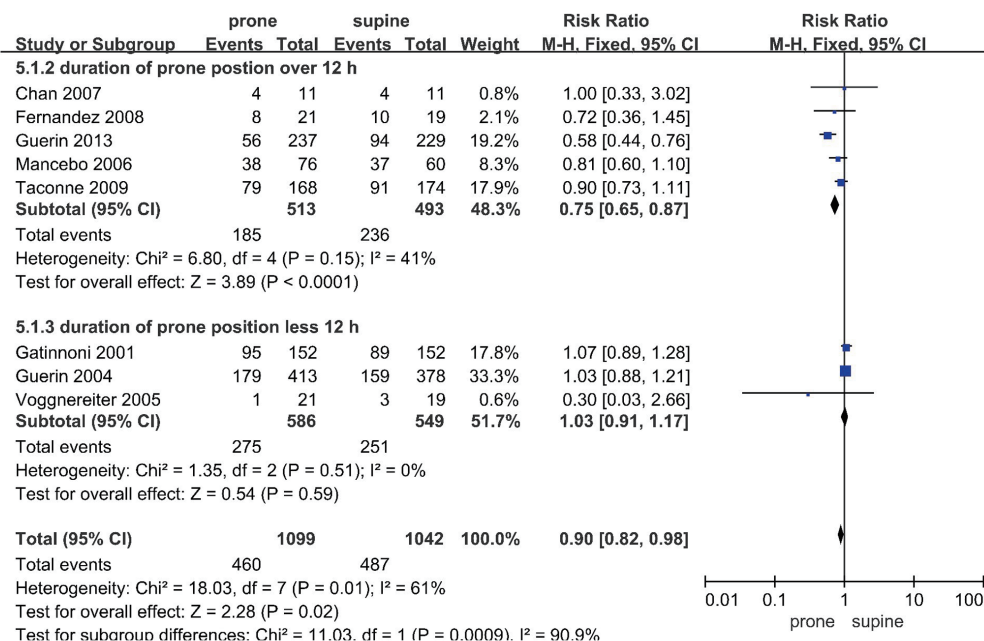 prone supine Risk Ratio Risk Ratio
Study or Subgroup Events Total Events Total Weight M-H, Fixed, 95% CI M-H, Fixed, 95% CI
5.1.2 duration of prone postion over 12 h
Chan 2007 4 11 4 11 0.8% 1.00 [0.33, 3.02]
Fernandez 2008 8 21 10 19 2.1% 0.72 [0.36, 1.45]
Guerin 2013 56 237 94 229 19.2% 0.58 [0.44, 0.76]
Mancebo 2006 38 76 37 60 8.3% 0.81 [0.60, 1.10]
Taconne 2009 79 168 91 174 17.9% 0.90 [0.73, 1.11]
Subtotal (95% CI) 513 493 48.3% 0.75 [0.65, 0.87]
Total events 185 236
Heterogeneity: Chi² = 6.80, df = 4 (P = 0.15); I² = 41%
Test for overall effect: Z = 3.89 (P < 0.0001)
5.1.3 duration of prone position less 12 h
Gatinnoni 2001 95 152 89 152 17.8% 1.07 [0.89, 1.28]
Guerin 2004 179 413 159 378 33.3% 1.03 [0.88, 1.21]
Voggnereiter 2005 1 21 3 19 0.6% 0.30 [0.03, 2.66]
Subtotal (95% CI) 586 549 51.7% 1.03 [0.91, 1.17]
Total events 275 251
Heterogeneity: Chi² = 1.35, df = 2 (P = 0.51); I² = 0%
Test for overall effect: Z = 0.54 (P = 0.59)
Total (95% CI) 1099 1042 100.0% 0.90 [0.82, 0.98]
Total events 460 487
Heterogeneity: Chi² = 18.03, df = 7 (P = 0.01); I² = 61%
Test for overall effect: Z = 2.28 (P = 0.02)
Test for subgroup differences: Chi² = 11.03, df = 1 (P = 0.0009), I² = 90.9%
0.01 0.1 1 10 100
prone supine